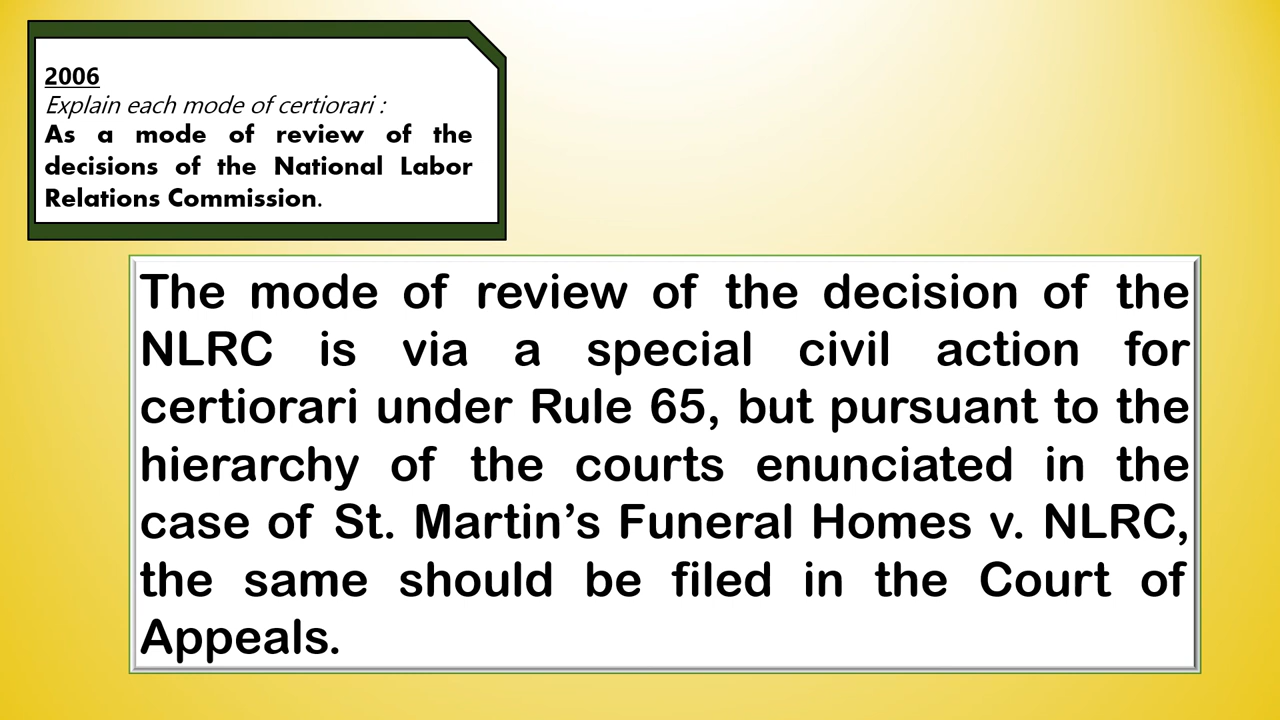 2006
Explain each mode of certiorari :
As a mode of review of the
decisions of the National Labor
Relations Commission.
The mode of review of the decision of the
NLRC is via a special civil action for
certiorari under Rule 65, but pursuant to the
hierarchy of the courts enunciated in the
case of St. Martin’s Funeral Homes v. NLRC,
the same should be filed in the Court of
Appeals.